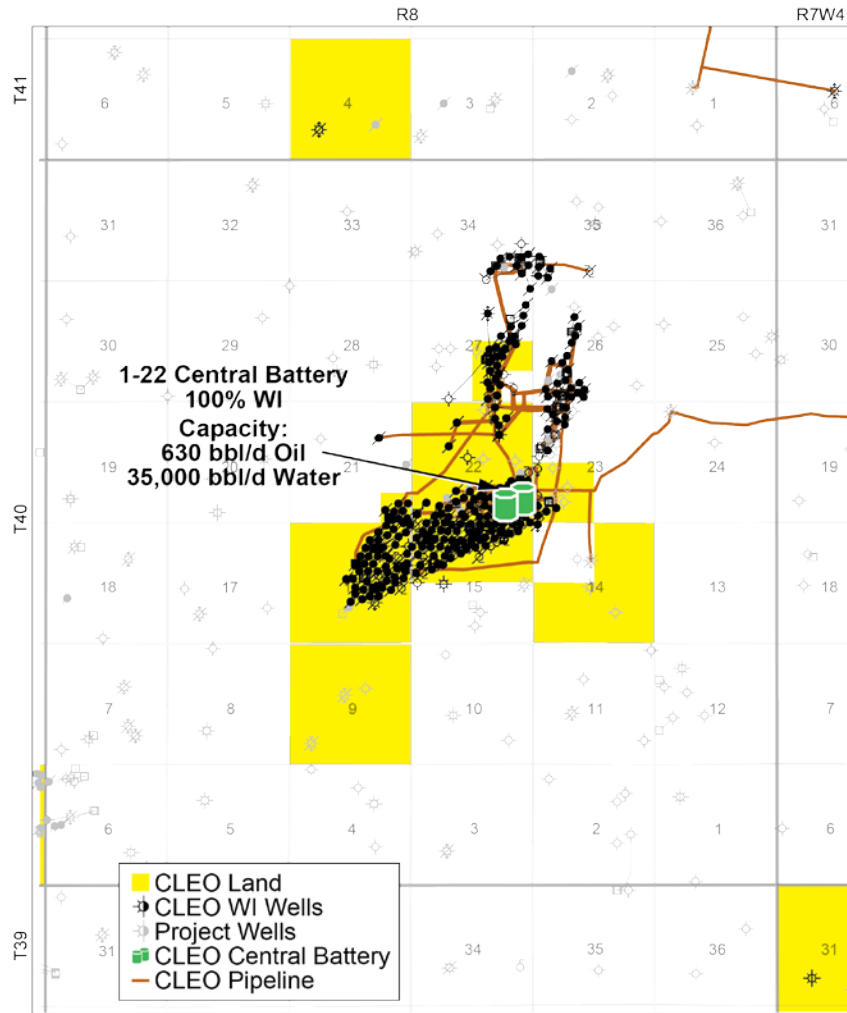 R8 R7W4
T41
6 5 4 3 2 1 6
31 32 33 34 35 36 31
30 29 28 27 26 25 30
1-22 Central Battery
100% WI
Capacity:
630 bbl/d Oil
35,000 bbl/d Water
19 20 21 22 23 24 19
T40
18 17 15 14 13 18
7 8 9 10 11 12 7
6 5 4 3 2 1 6
CLEO Land
CLEO WI Wells
Project Wells
CLEO Central Battery
CLEO Pipeline
T39
31 34 35 36 31